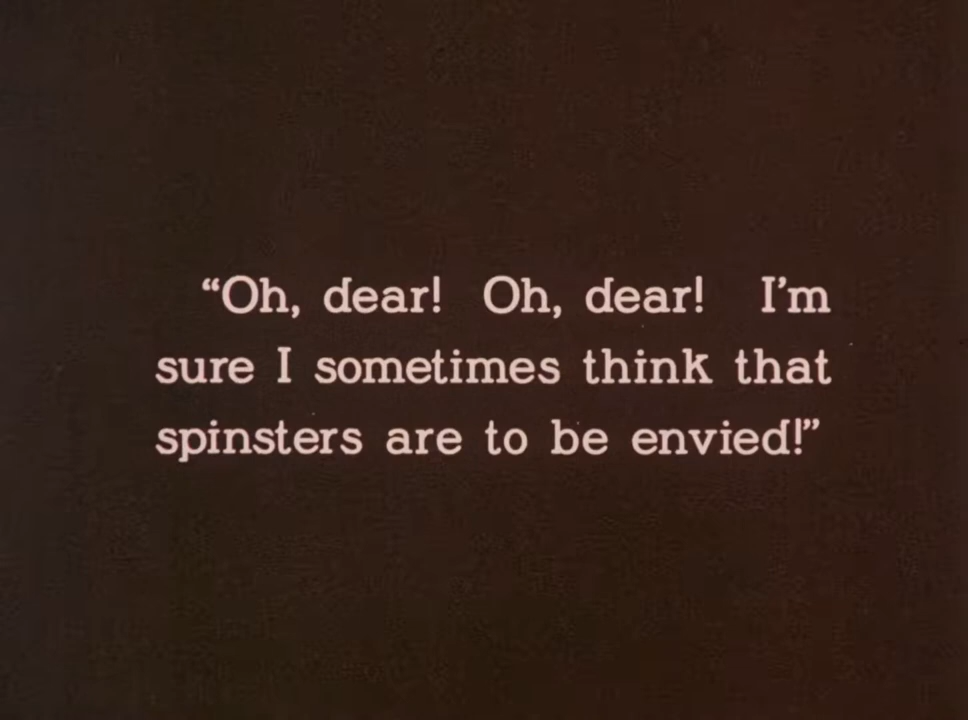 “Oh, dear!  Oh, dear!  I’m
sure I sometimes think that
spinsters are to be envied!”